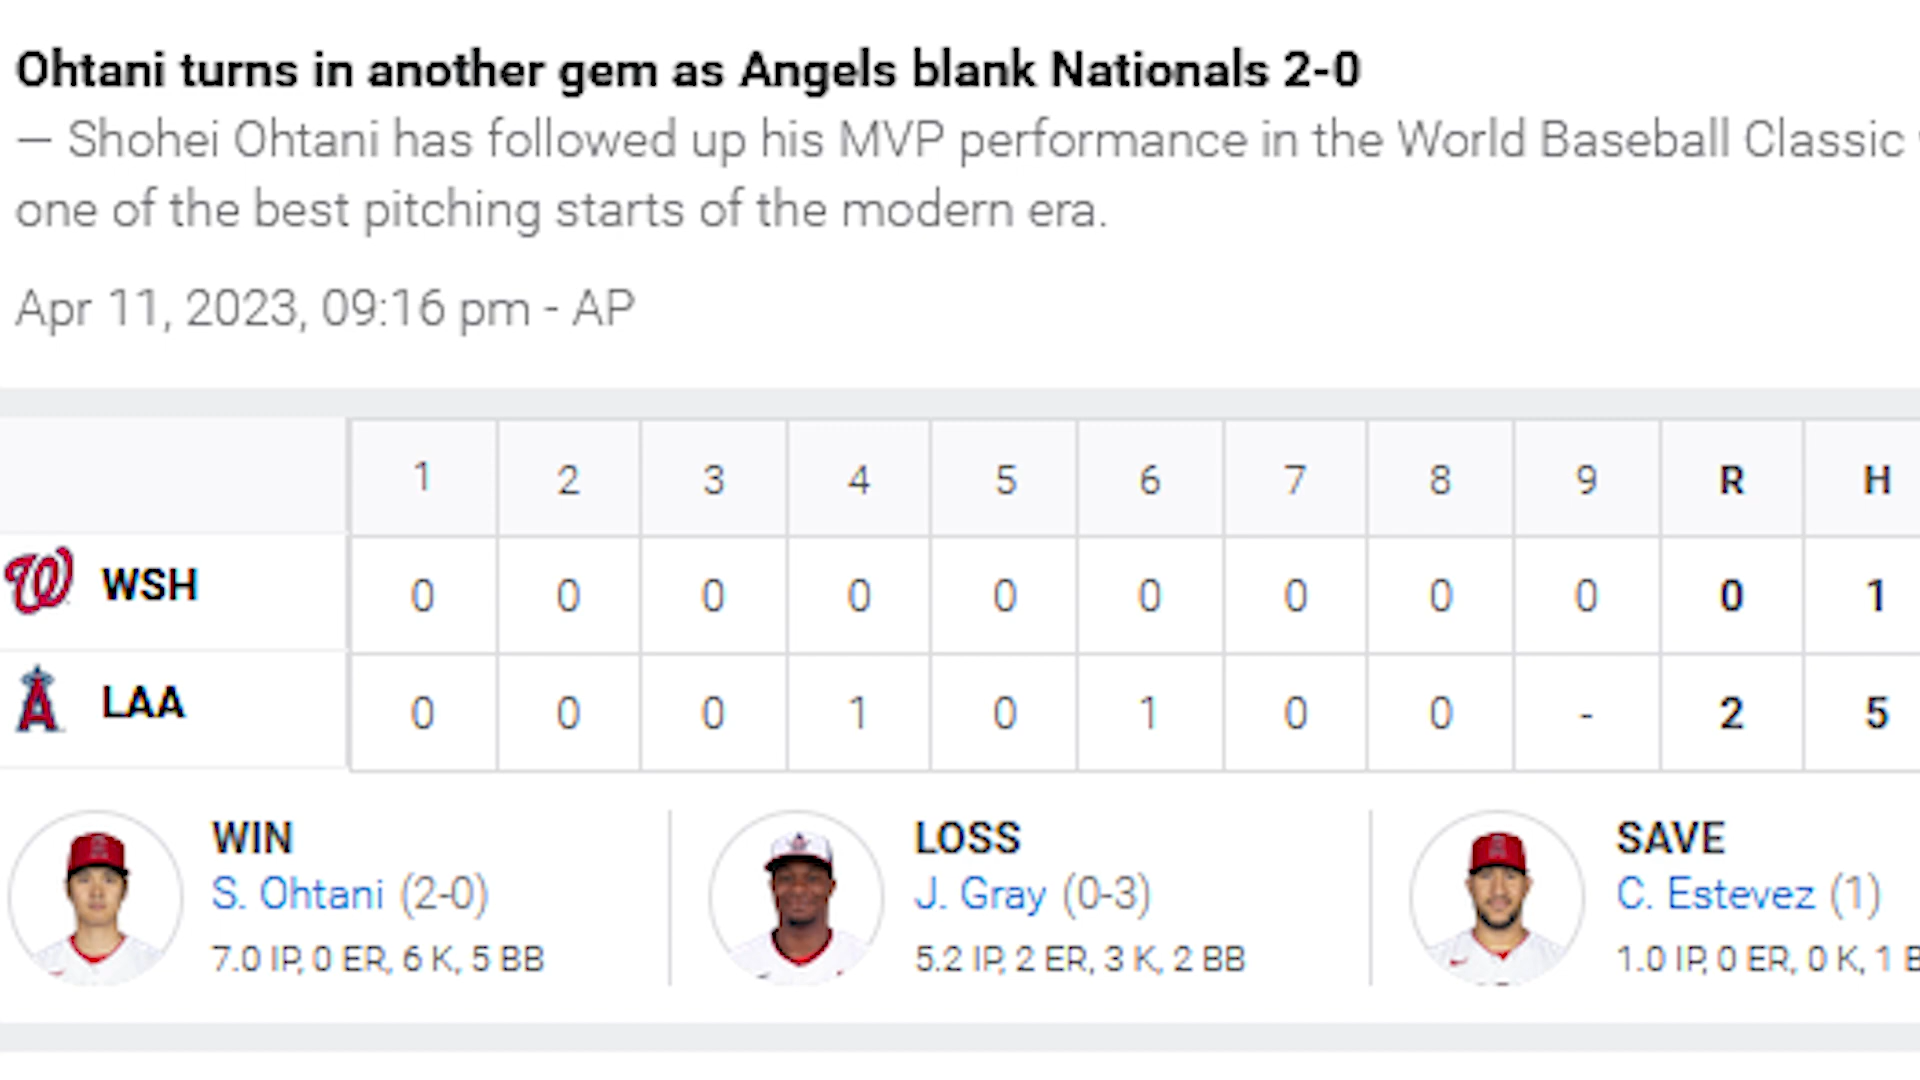 Ohtani turns in another gem as Angels blank Nationals 2-0
— Shohei Ohtani has followed up his MVP performance in the World Baseball Classic
one of the best pitching starts of the modern era.
Apr 11, 2023, 09:16 pm - AP
1 2 3 4 5 6 7 8 9 R H
WSH 0 0 0 0 0 0 0 0 0 0 1
LAA 0 0 0 1 0 1 0 0 - 2 5
WIN
S. Ohtani (2-0)
7.0 IP, 0 ER, 6 K, 5 BB
LOSS
J. Gray (0-3)
5.2 IP, 2 ER, 3 K, 2 BB
SAVE
C. Estevez (1)
1.0 IP, 0 ER, 0 K, 1